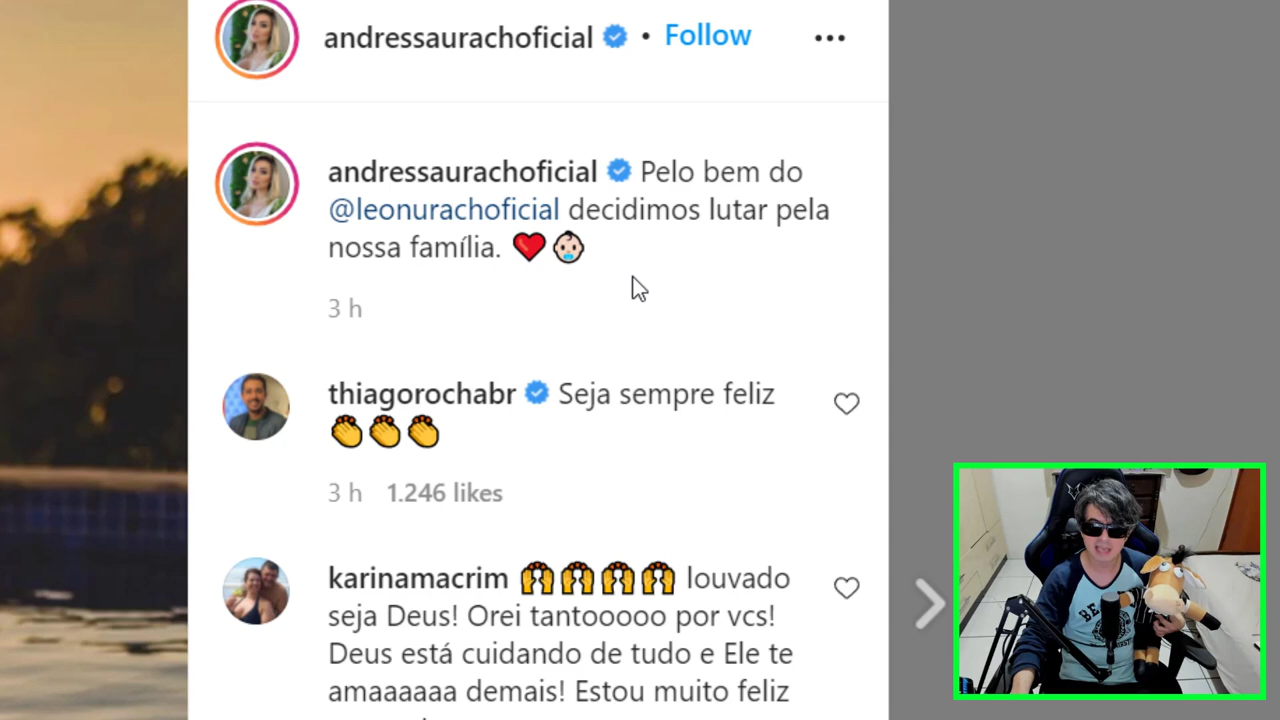 andressaurachoficial • Follow
andressaurachoficial Pelo bem do
@leonurachoficial decidimos lutar pela
nossa família. ❤️👶🏻
3 h
thiagorochabr Seja sempre feliz
👏👏👏
3 h 1.246 likes
karinamacrim 🙌🙌🙌🙌 louvado
seja Deus! Orei tantooooo por vcs!
Deus está cuidando de tudo e Ele te
amaaaaaa demais! Estou muito feliz